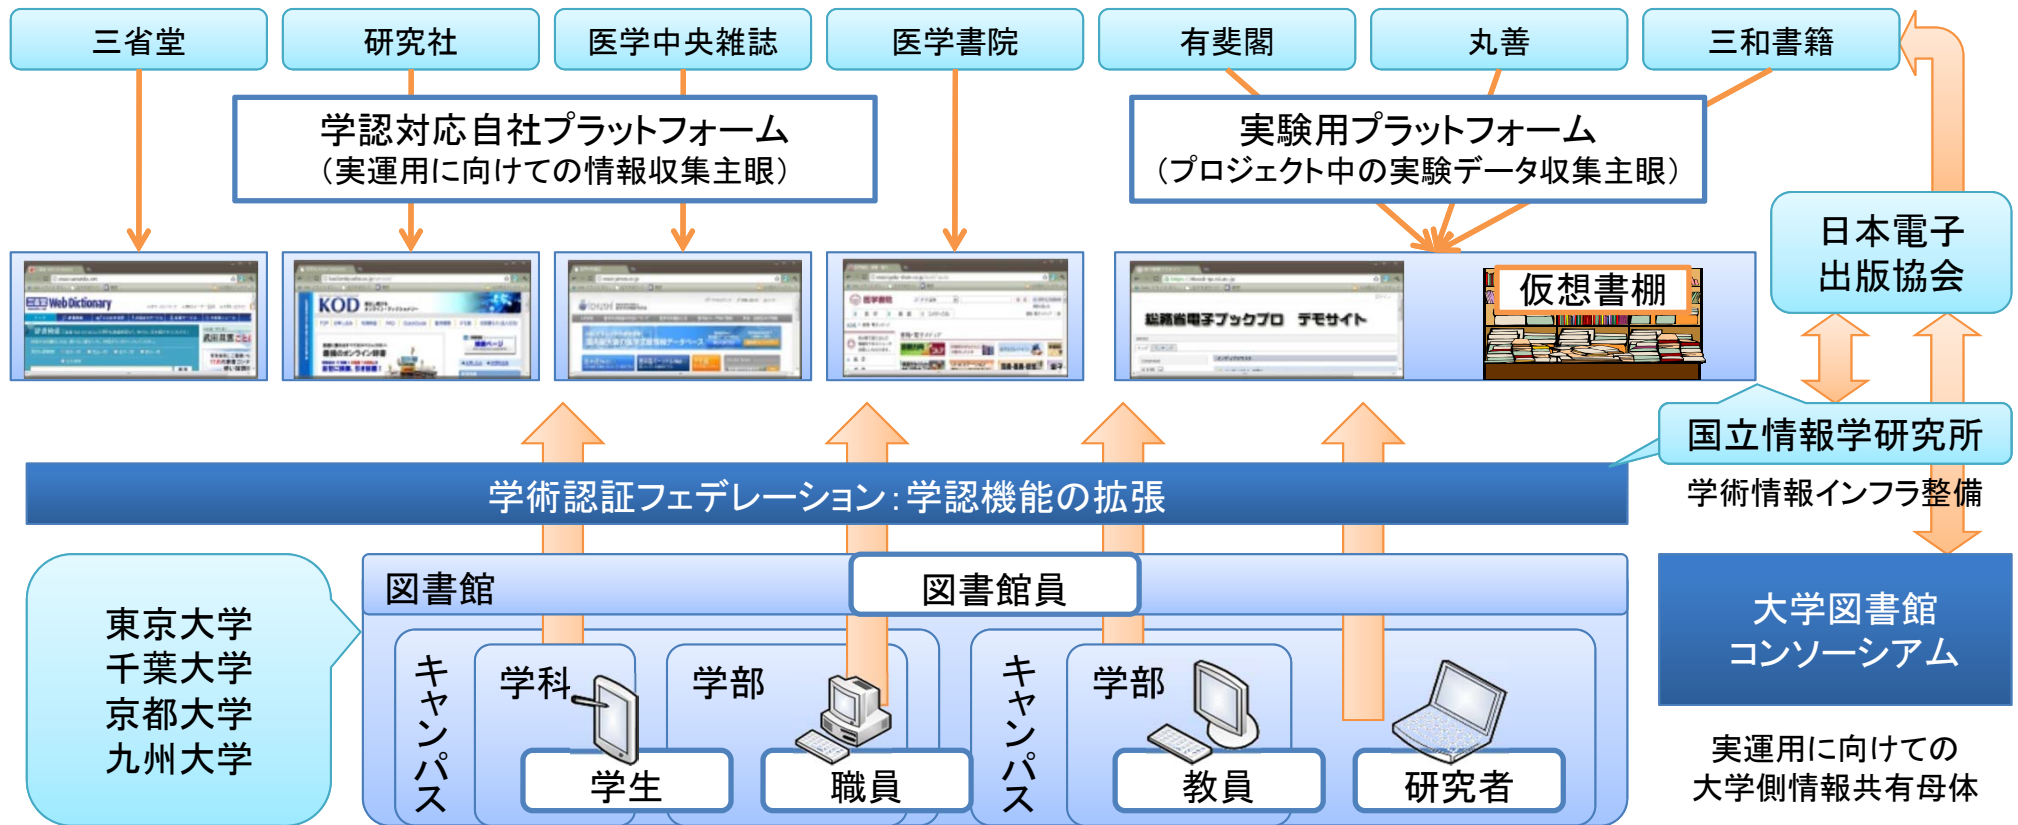 三省堂
研究社
医学中央雑誌
医学書院
有斐閣
丸善
三和書籍
学認対応自社プラットフォーム
（実運用に向けての情報収集主眼）
実験用プラットフォーム
（プロジェクト中の実験データ収集主眼）
日本電子
出版協会
Web Dictionary
KOD
医学書院
総務省電子ブックプロ　デモサイト
仮想書棚
国立情報学研究所
学術情報インフラ整備
学術認証フェデレーション：学認機能の拡張
東京大学
千葉大学
京都大学
九州大学
図書館
図書館員
キャンパス
学科
学部
キャンパス
学部
学生
職員
教員
研究者
大学図書館
コンソーシアム
実運用に向けての
大学側情報共有母体